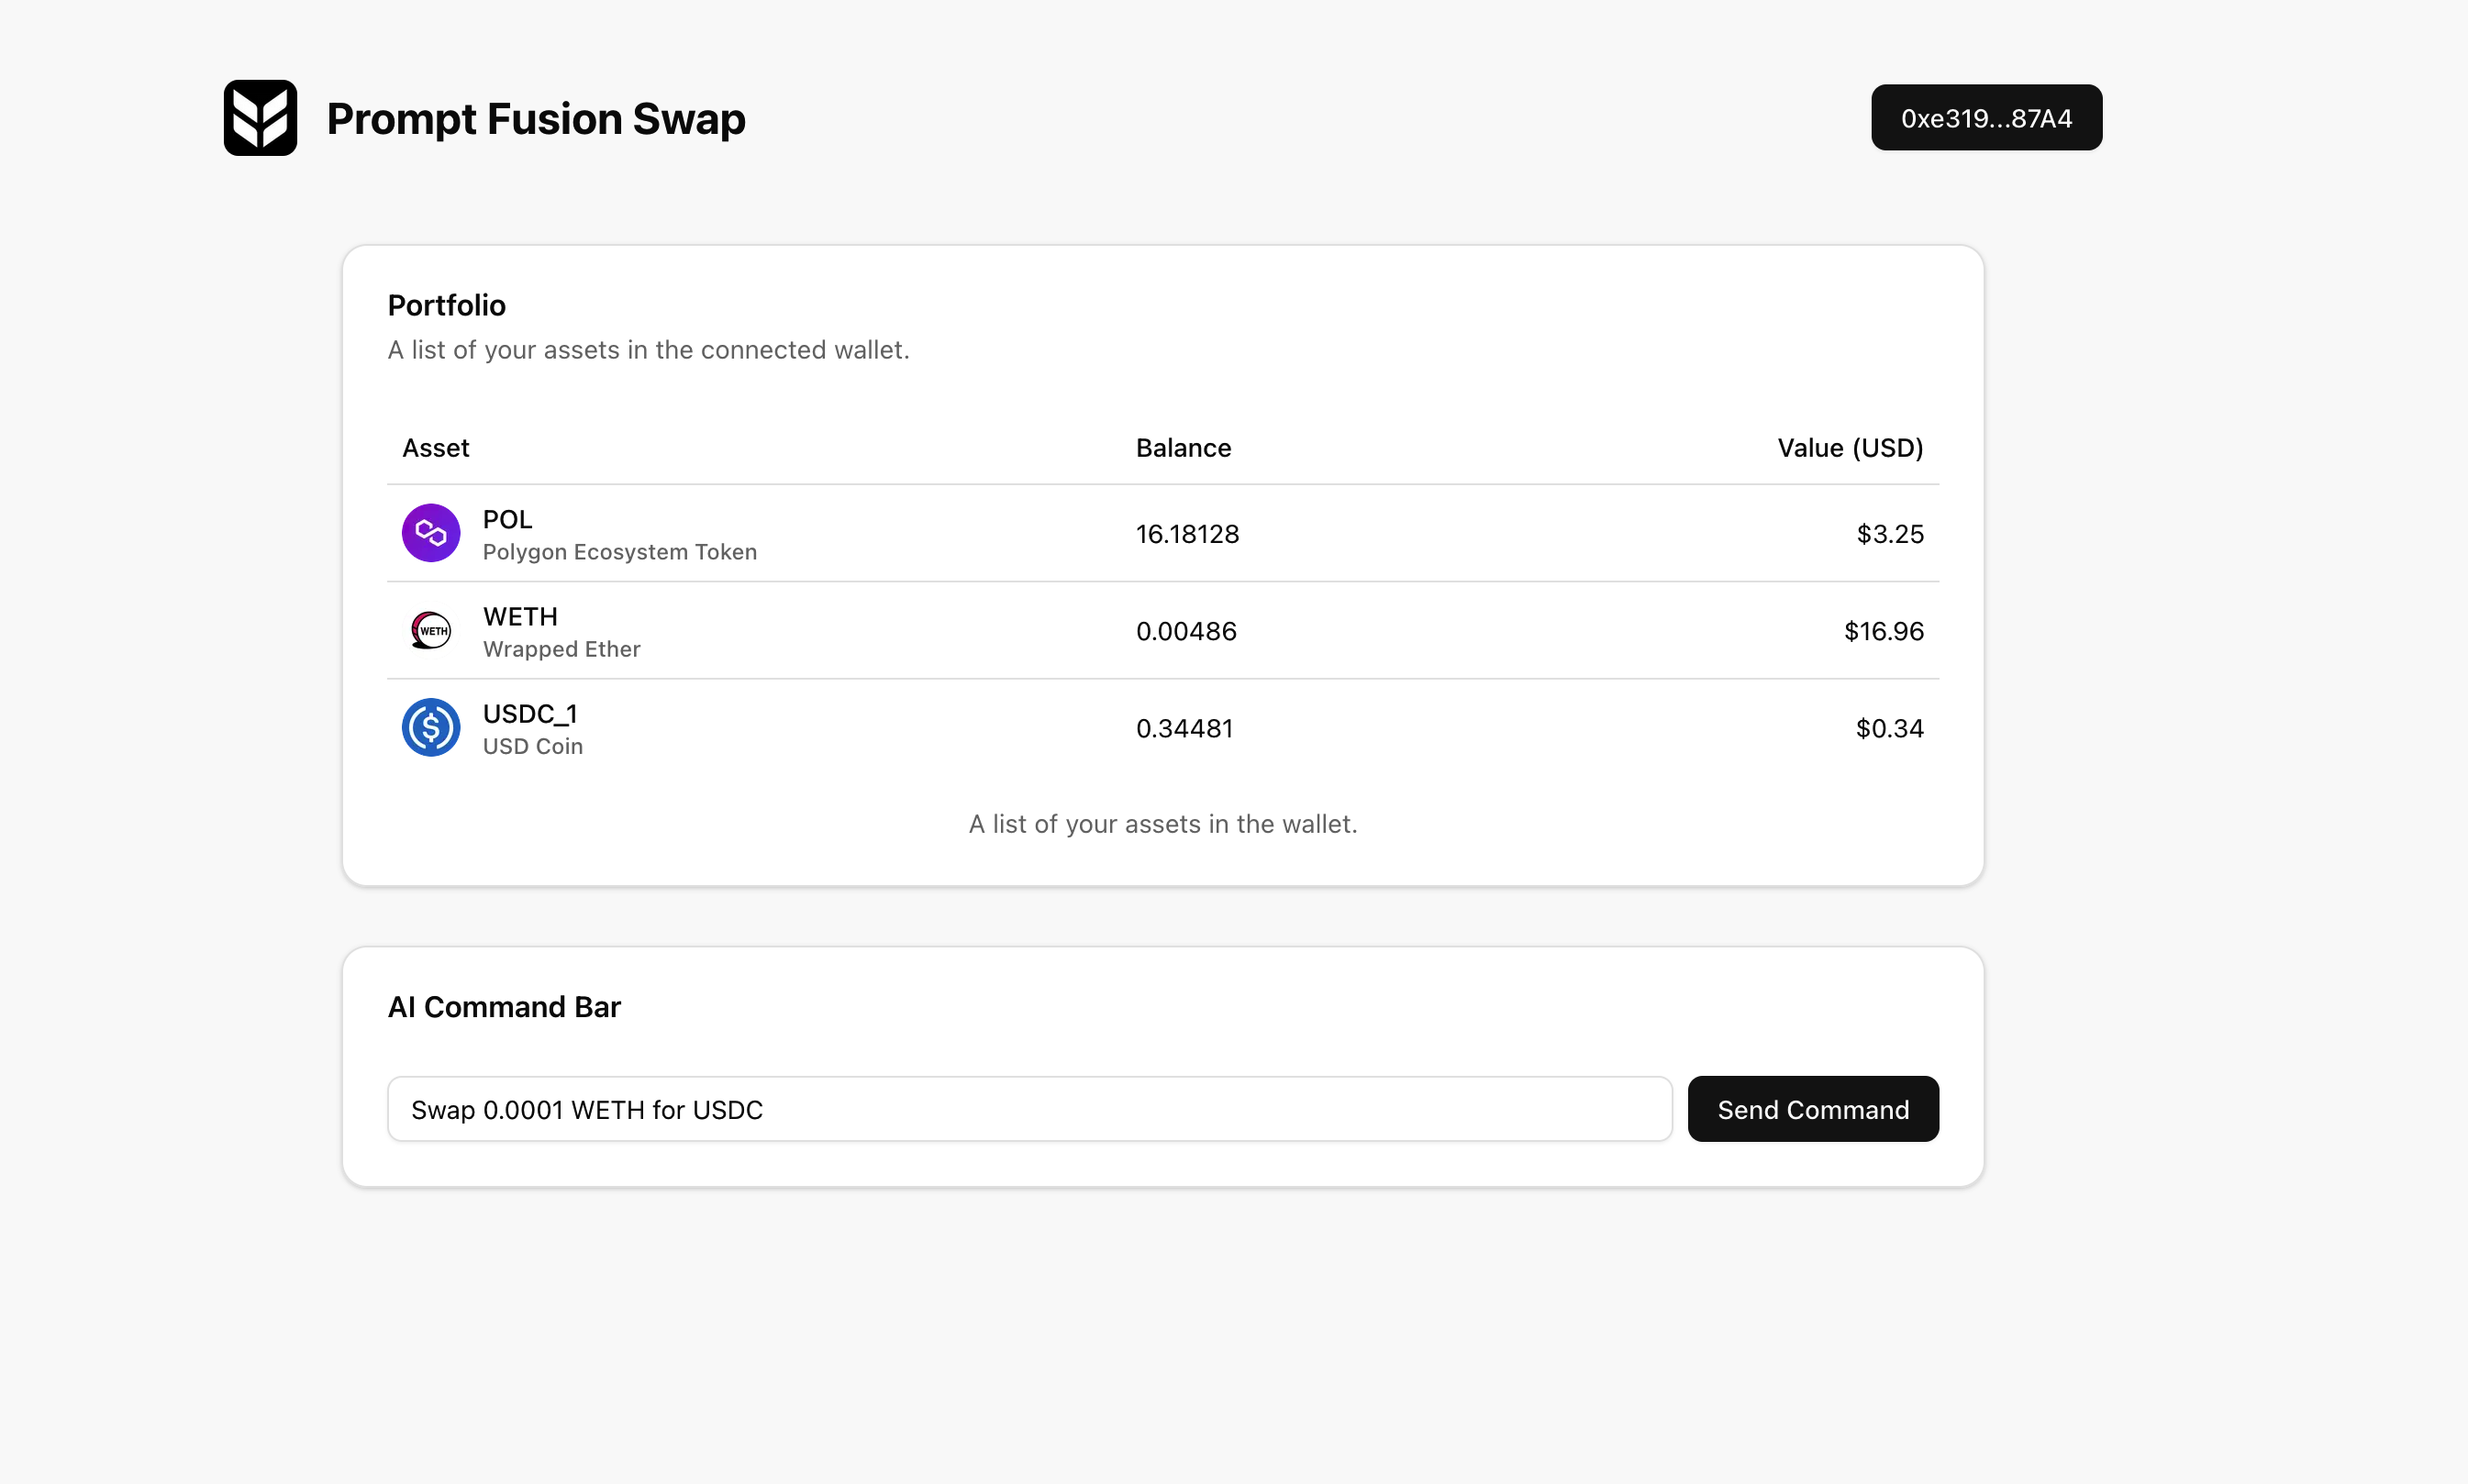 Prompt Fusion Swap
0xe319...87A4
Portfolio
A list of your assets in the connected wallet.
Asset Balance Value (USD)
POL
Polygon Ecosystem Token
16.18128 $3.25
WETH
WETH
Wrapped Ether
0.00486 $16.96
USDC_1
USD Coin
0.34481 $0.34
A list of your assets in the wallet.
AI Command Bar
Swap 0.0001 WETH for USDC
Send Command